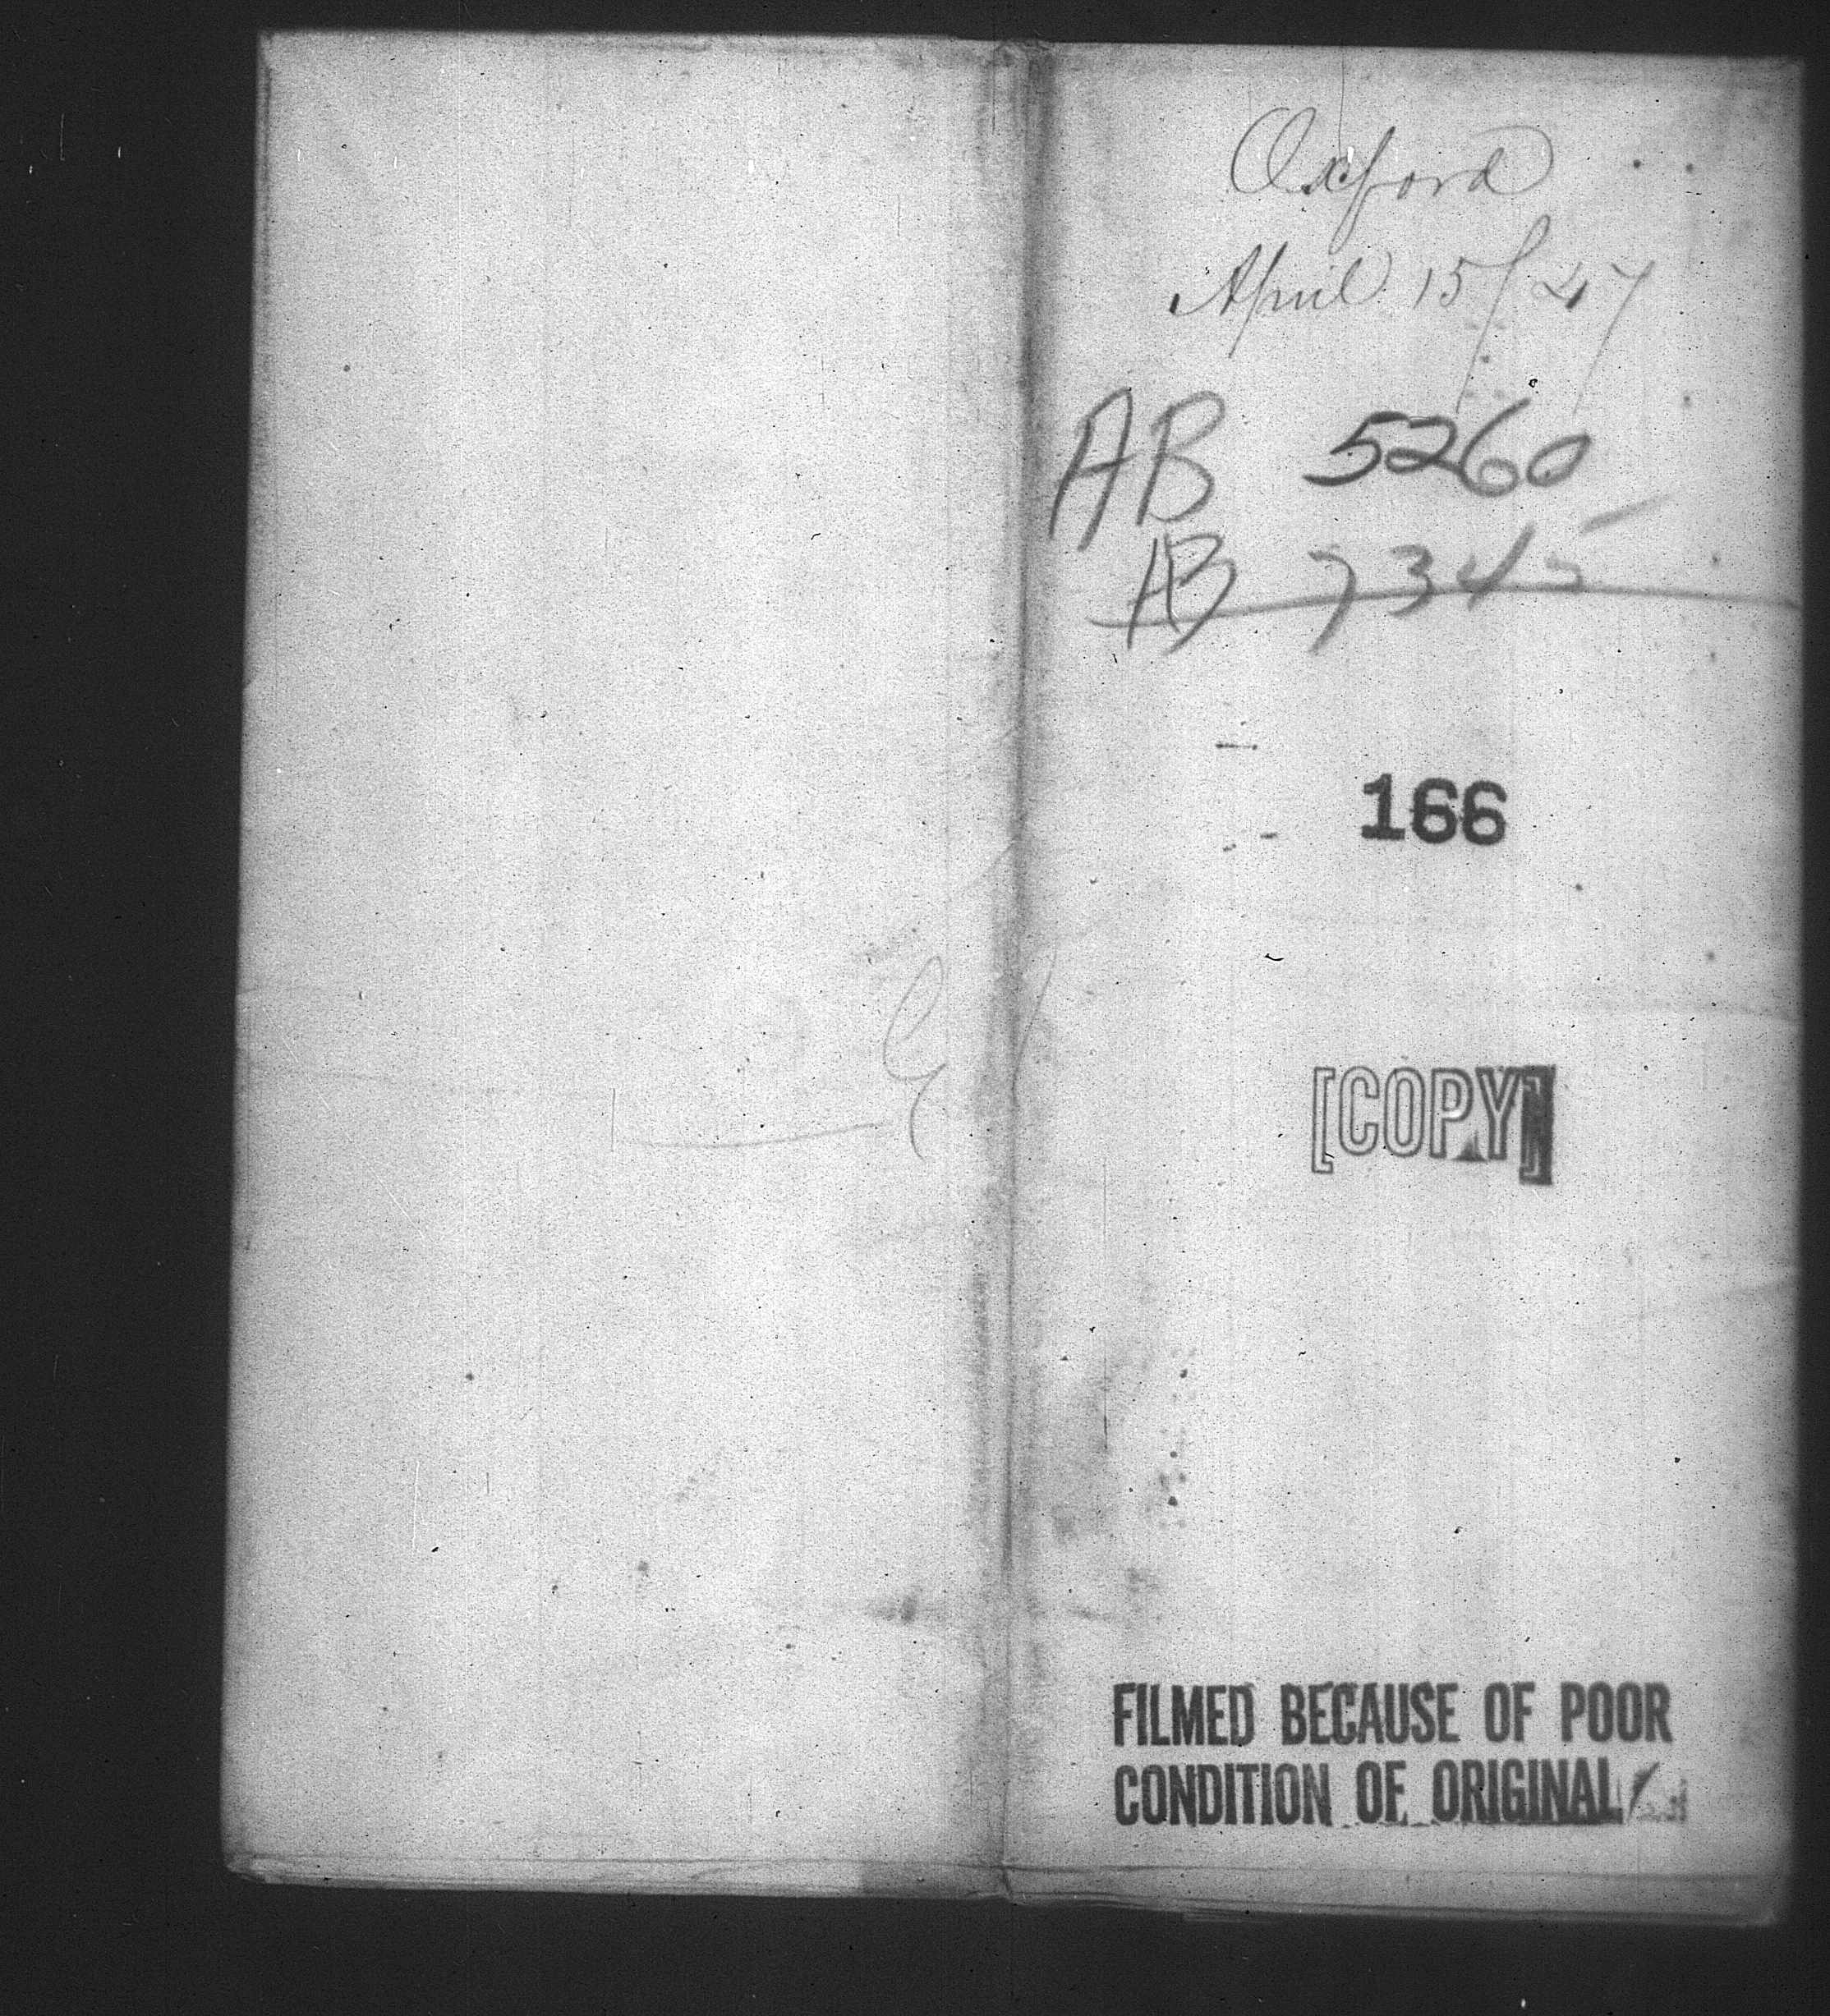 Oxford
April 15/47
AB 5260
AB 7345
166
[COPY]
FILMED BECAUSE OF POOR
CONDITION OF ORIGINAL